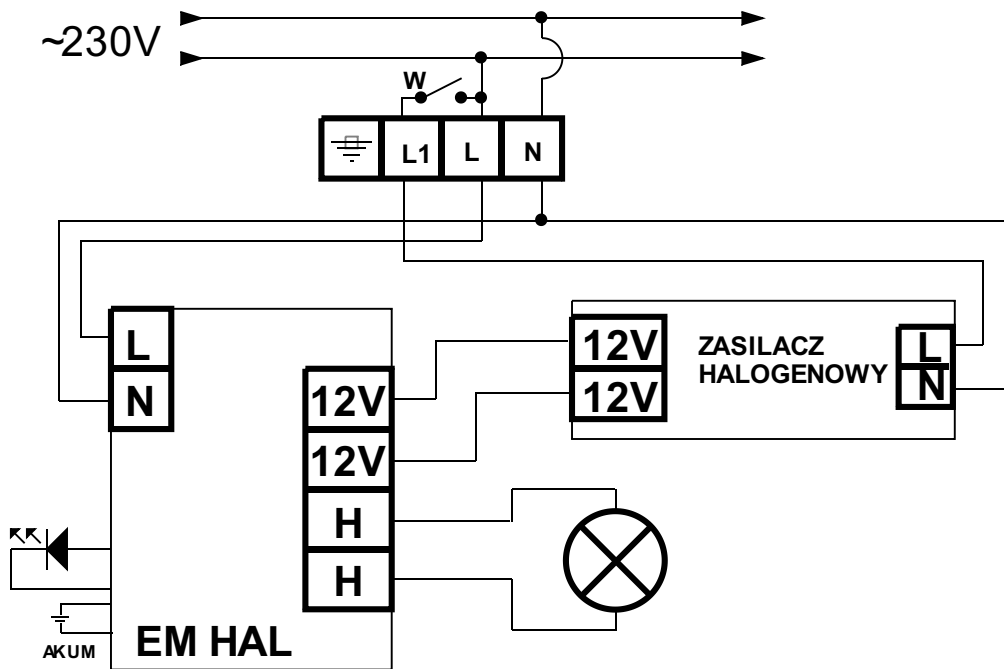 ~230V
W
L1 L N
L
N
12V
12V
H
H
12V
12V
ZASILACZ
HALOGENOWY
L
N
AKUM
EM HAL